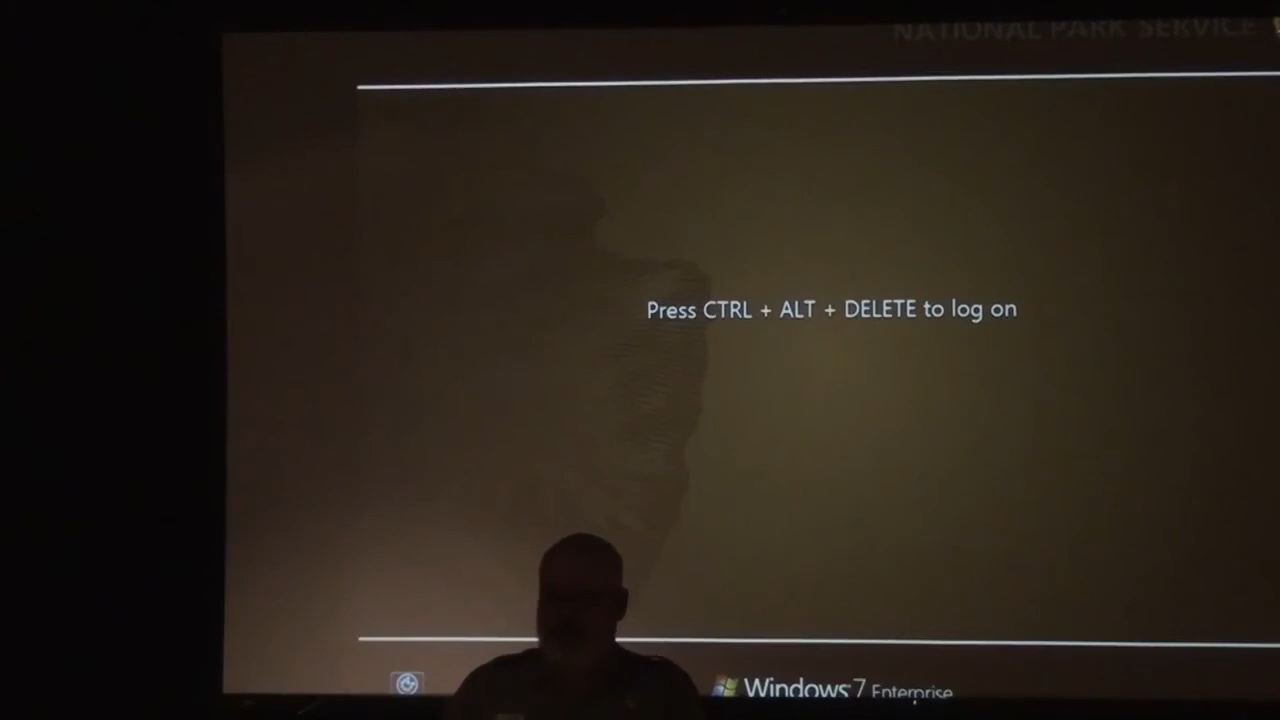 NATIONAL PARK SERVICE
Press CTRL + ALT + DELETE to log on
Windows 7 Enterprise